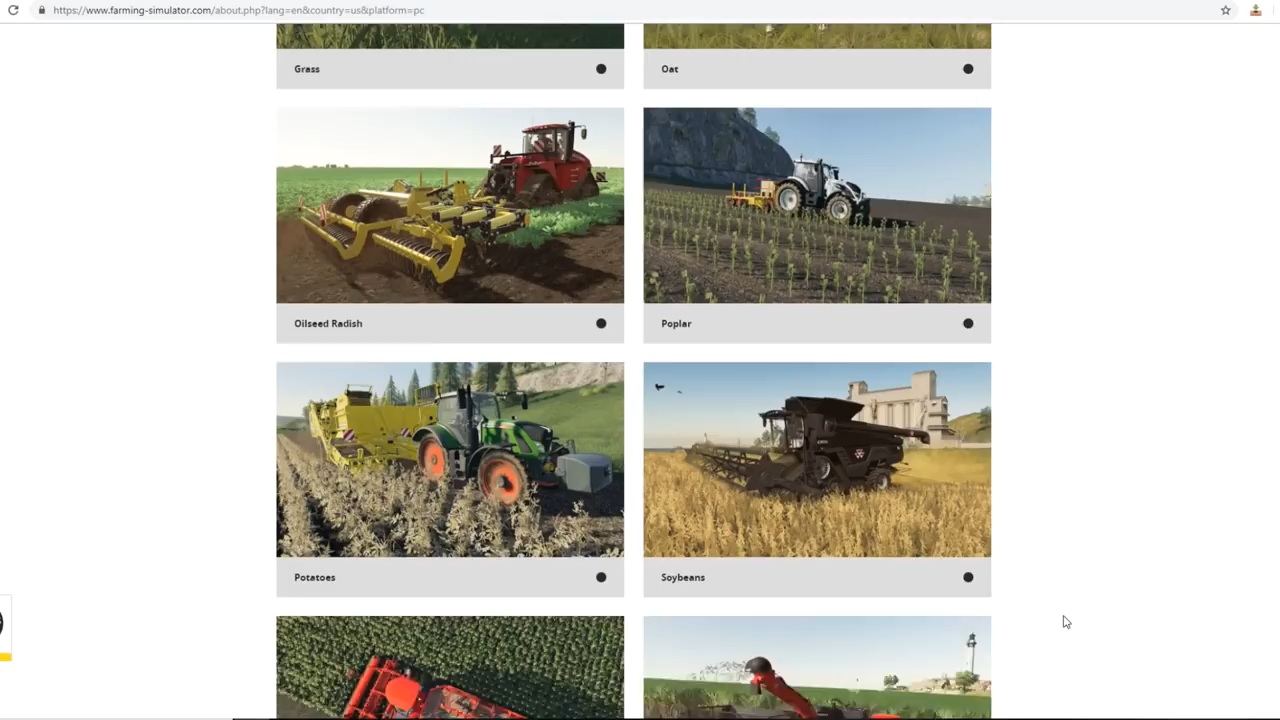 https://www.farming-simulator.com/about.php?lang=en&country=us&platform=pc
Grass
Oat
Oilseed Radish
Poplar
Potatoes
Soybeans